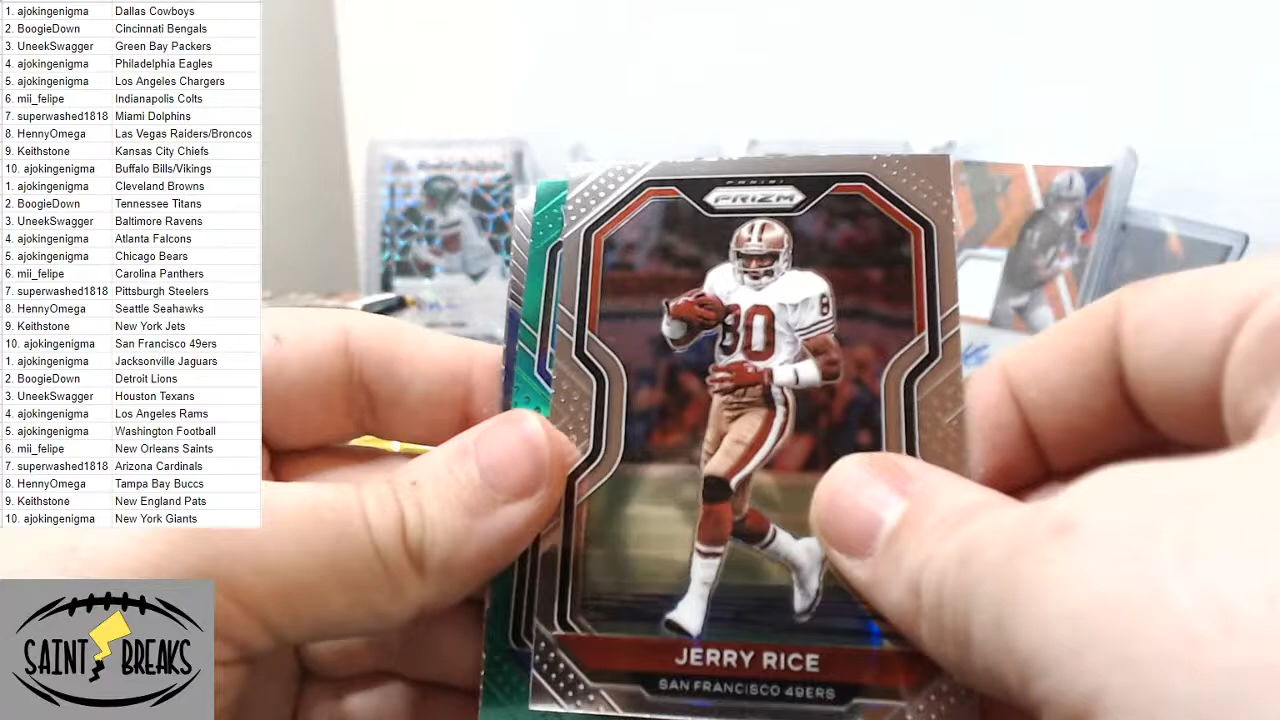 1. ajokingenigma Dallas Cowboys
2. BoogieDown Cincinnati Bengals
3. UneekSwagger Green Bay Packers
4. ajokingenigma Philadelphia Eagles
5. ajokingenigma Los Angeles Chargers
6. mii_felipe Indianapolis Colts
7. superwashed1818 Miami Dolphins
8. HennyOmega Las Vegas Raiders/Broncos
9. Keithstone Kansas City Chiefs
10. ajokingenigma Buffalo Bills/Vikings
1. ajokingenigma Cleveland Browns
2. BoogieDown Tennessee Titans
3. UneekSwagger Baltimore Ravens
4. ajokingenigma Atlanta Falcons
5. ajokingenigma Chicago Bears
6. mii_felipe Carolina Panthers
7. superwashed1818 Pittsburgh Steelers
8. HennyOmega Seattle Seahawks
9. Keithstone New York Jets
10. ajokingenigma San Francisco 49ers
1. ajokingenigma Jacksonville Jaguars
2. BoogieDown Detroit Lions
3. UneekSwagger Houston Texans
4. ajokingenigma Los Angeles Rams
5. ajokingenigma Washington Football
6. mii_felipe New Orleans Saints
7. superwashed1818 Arizona Cardinals
8. HennyOmega Tampa Bay Buccs
9. Keithstone New England Pats
10. ajokingenigma New York Giants
SAINT BREAKS
PANINI
PRIZM
80
8
JERRY RICE
SAN FRANCISCO 49ERS